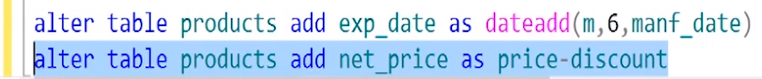 alter table products add exp_date as dateadd(m,6,manf_date)
alter table products add net_price as price-discount